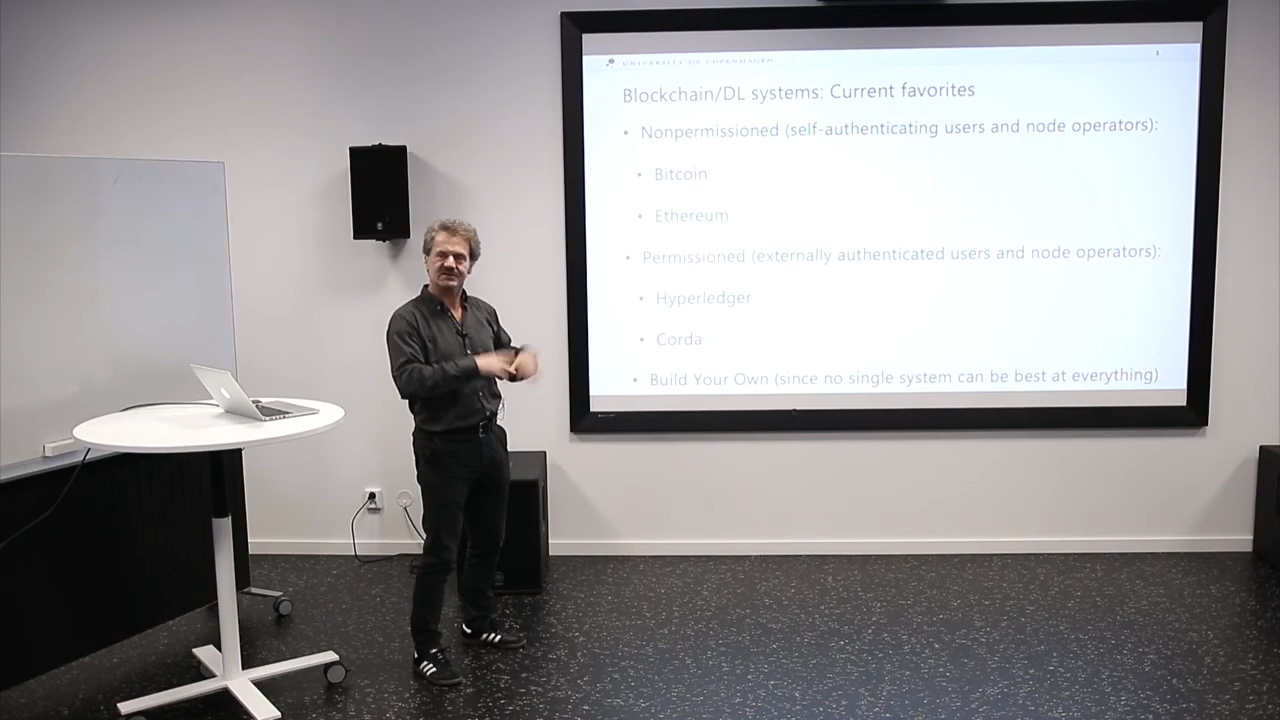 UNIVERSITY OF COPENHAGEN
Blockchain/DL systems: Current favorites
• Nonpermissioned (self-authenticating users and node operators):
• Bitcoin
• Ethereum
• Permissioned (externally authenticated users and node operators):
• Hyperledger
• Corda
• Build Your Own (since no single system can be best at everything)